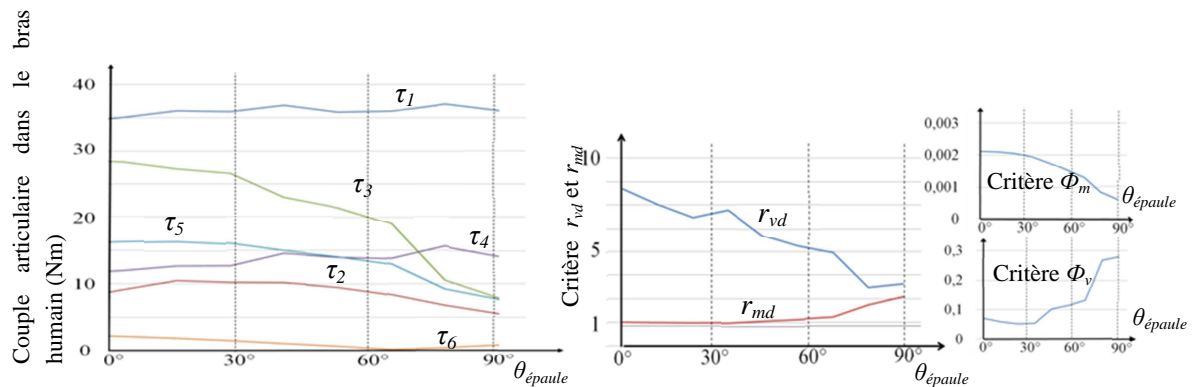 Couple articulaire dans le bras
humain (Nm)
40
30
20
10
0
τ1
τ3
τ5
τ4
τ2
τ6
0°
30°
60°
90°
θépaule
Critère rvd et rmd
10
5
1
rvd
rmd
0°
30°
60°
90°
θépaule
0,003
0,002
0,001
0
Critère Φm
θépaule
0°
30°
60°
90°
0,3
0,2
0,1
0
Critère Φv
θépaule
0°
30°
60°
90°